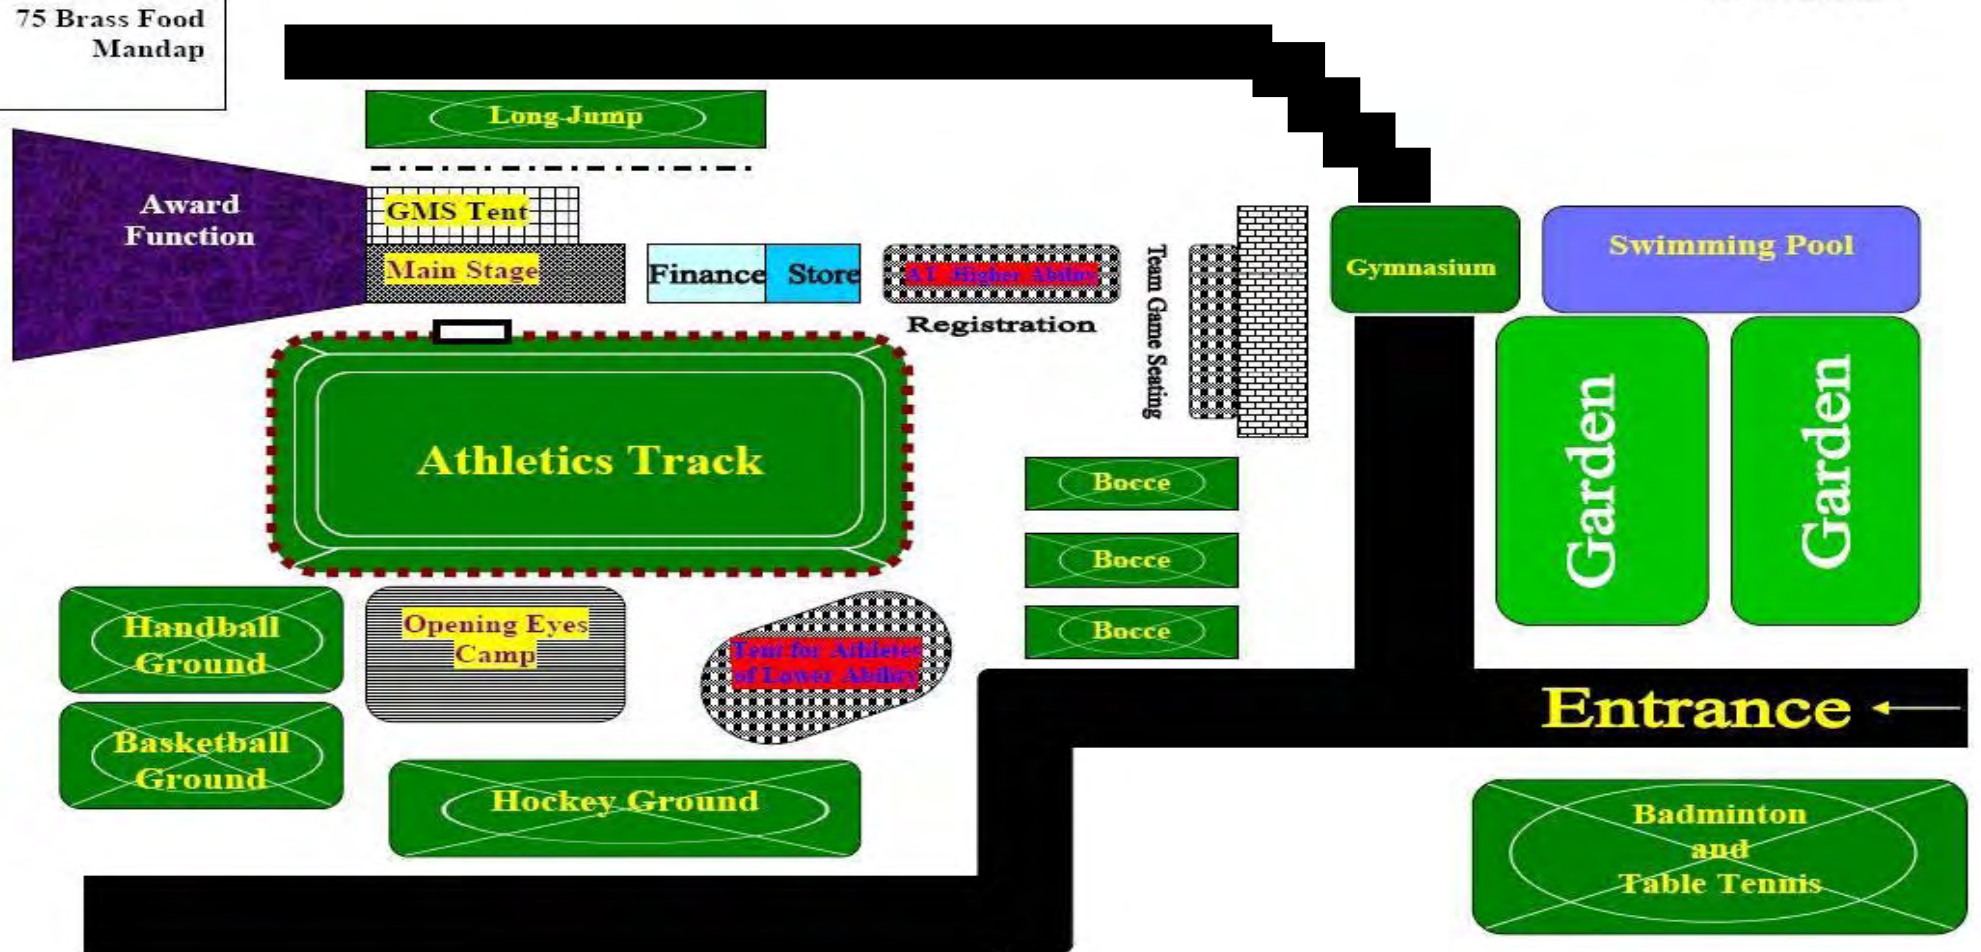 75 Brass Food
Mandap
Long Jump
Award
Function
GMS Tent
Main Stage
Finance
Store
Higher Ability
Registration
Team Game Seating
Gymnasium
Swimming Pool
Garden
Garden
Athletics Track
Bocce
Bocce
Bocce
Handball
Ground
Opening Eyes
Camp
Tent for Athletes
of Lower Ability
Entrance
Basketball
Ground
Hockey Ground
Badminton
and
Table Tennis